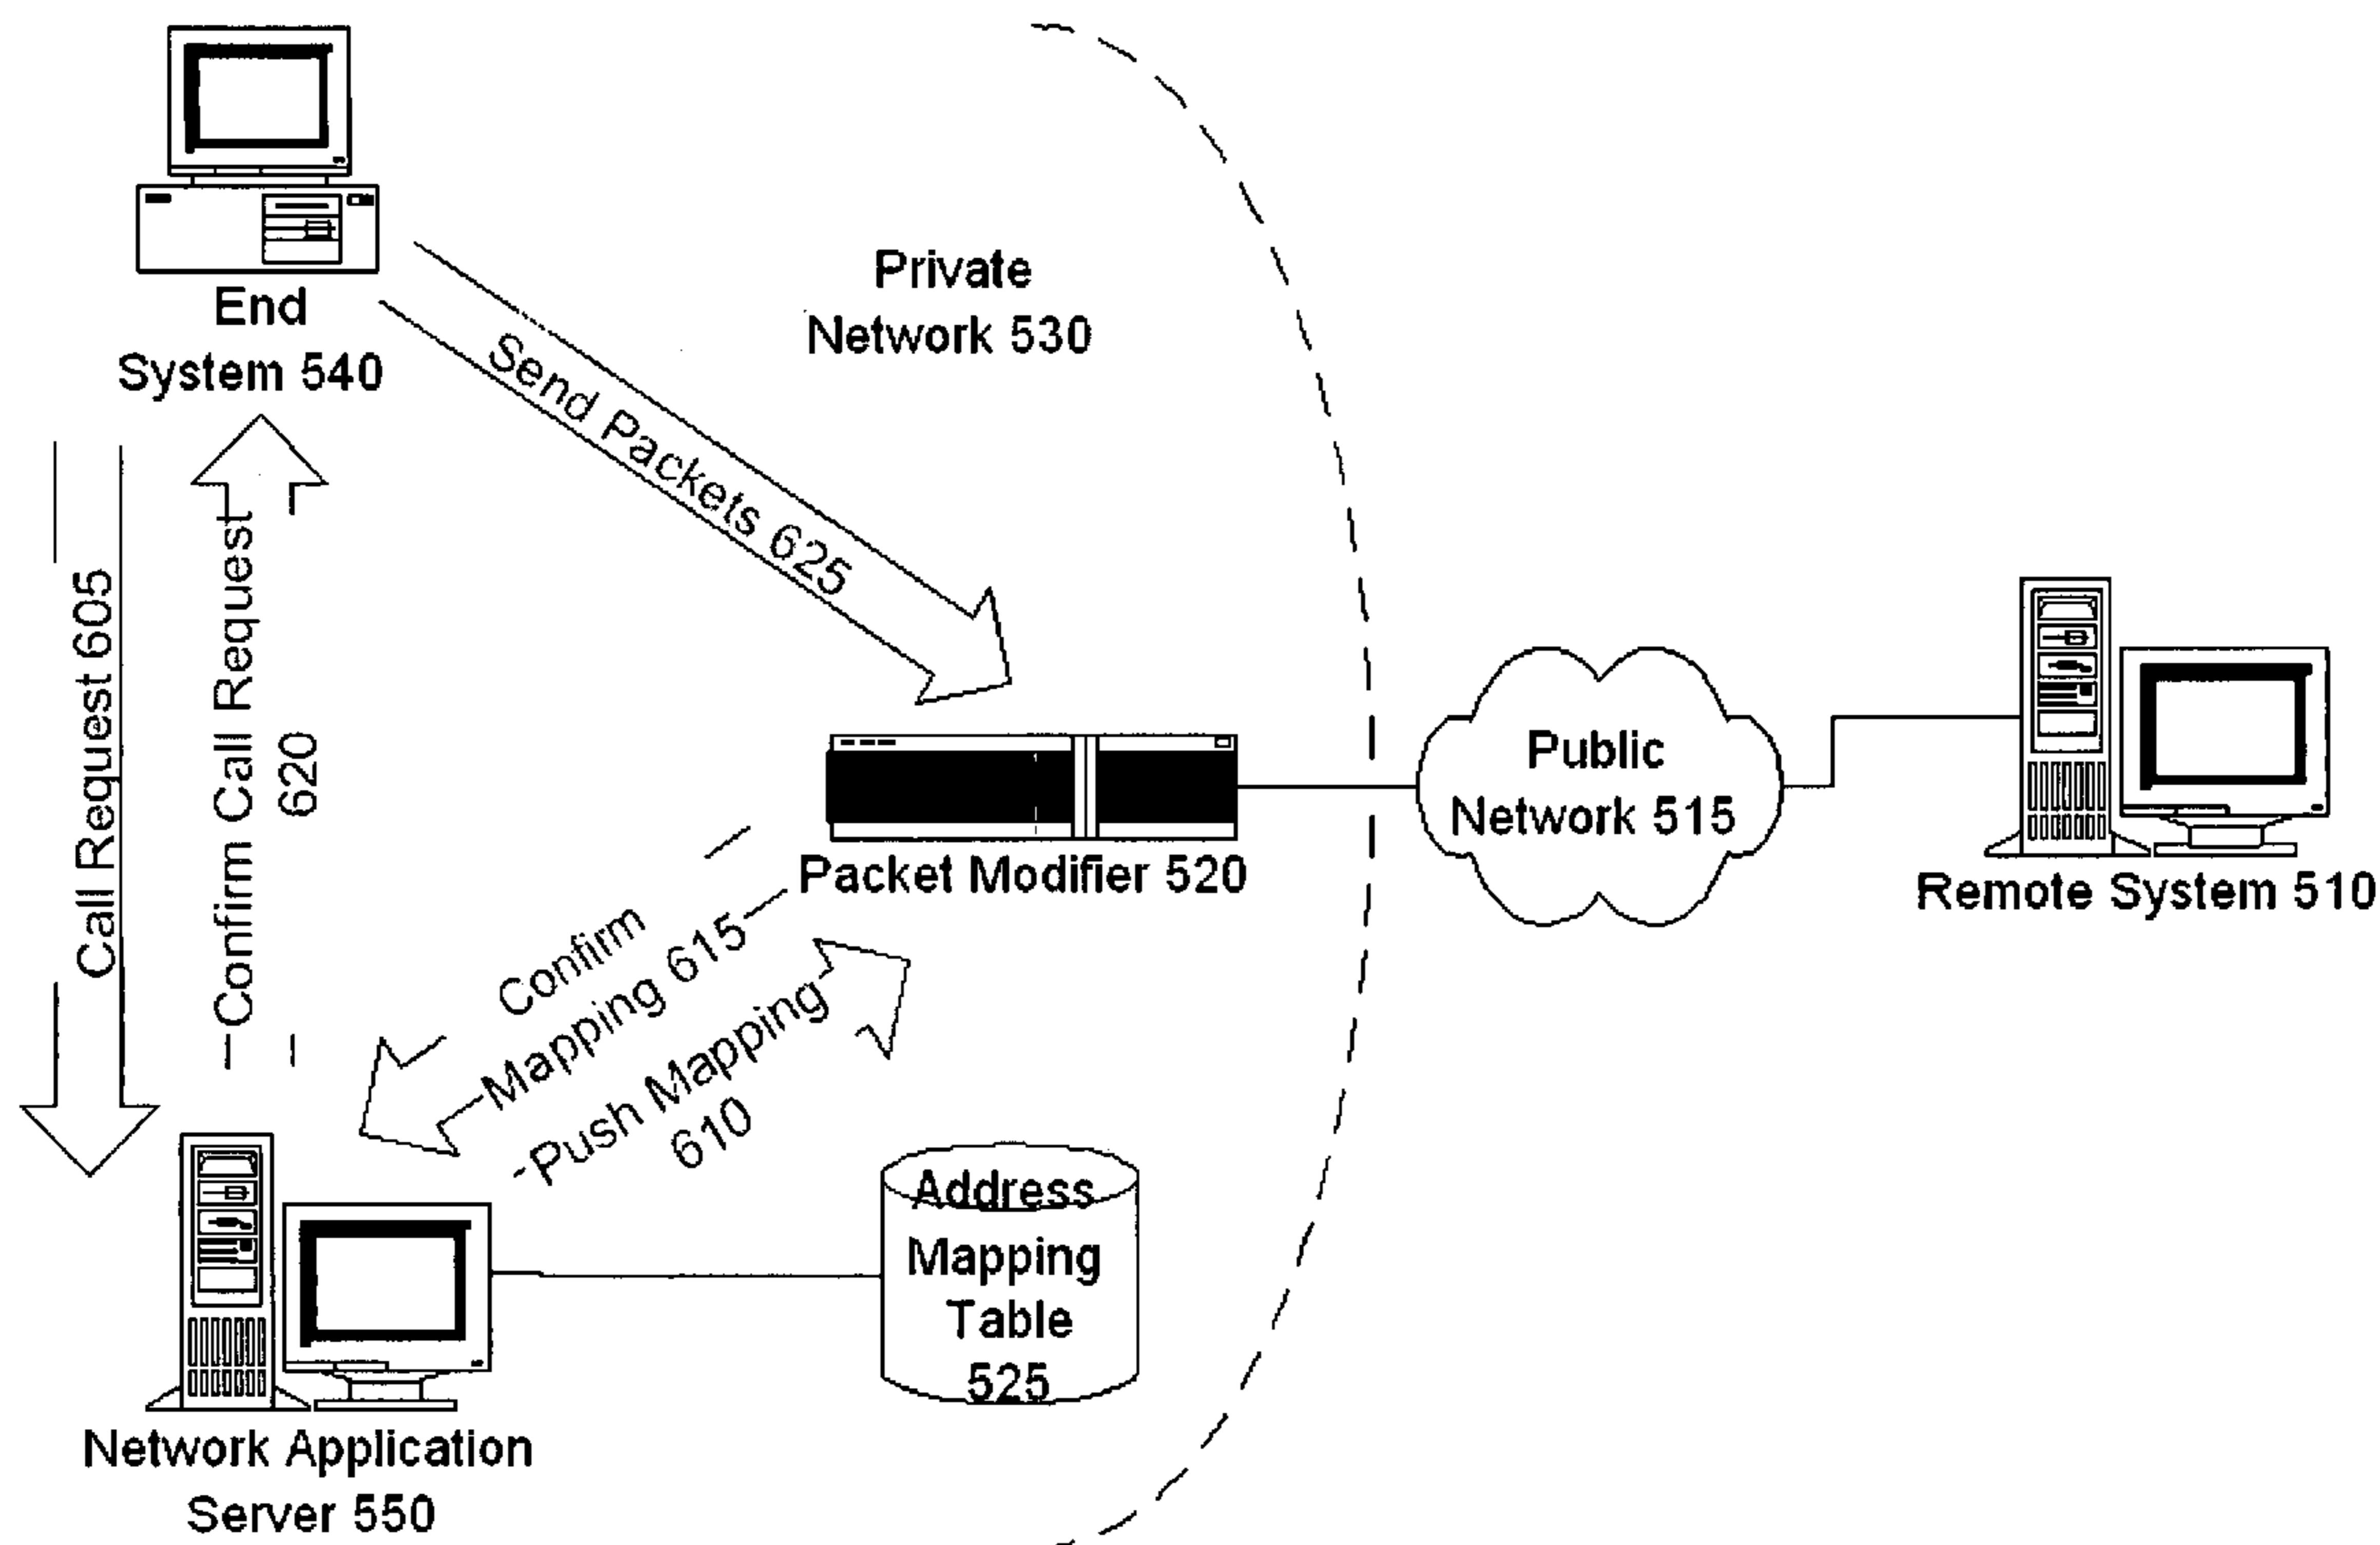 End
System 540
Private
Network 530
Send Packets 625
Call Request 605
Confirm Call Request
620
Public
Network 515
Packet Modifier 520
Remote System 510
Confirm
Mapping 615
Push Mapping
610
Address
Mapping
Table
525
Network Application
Server 550